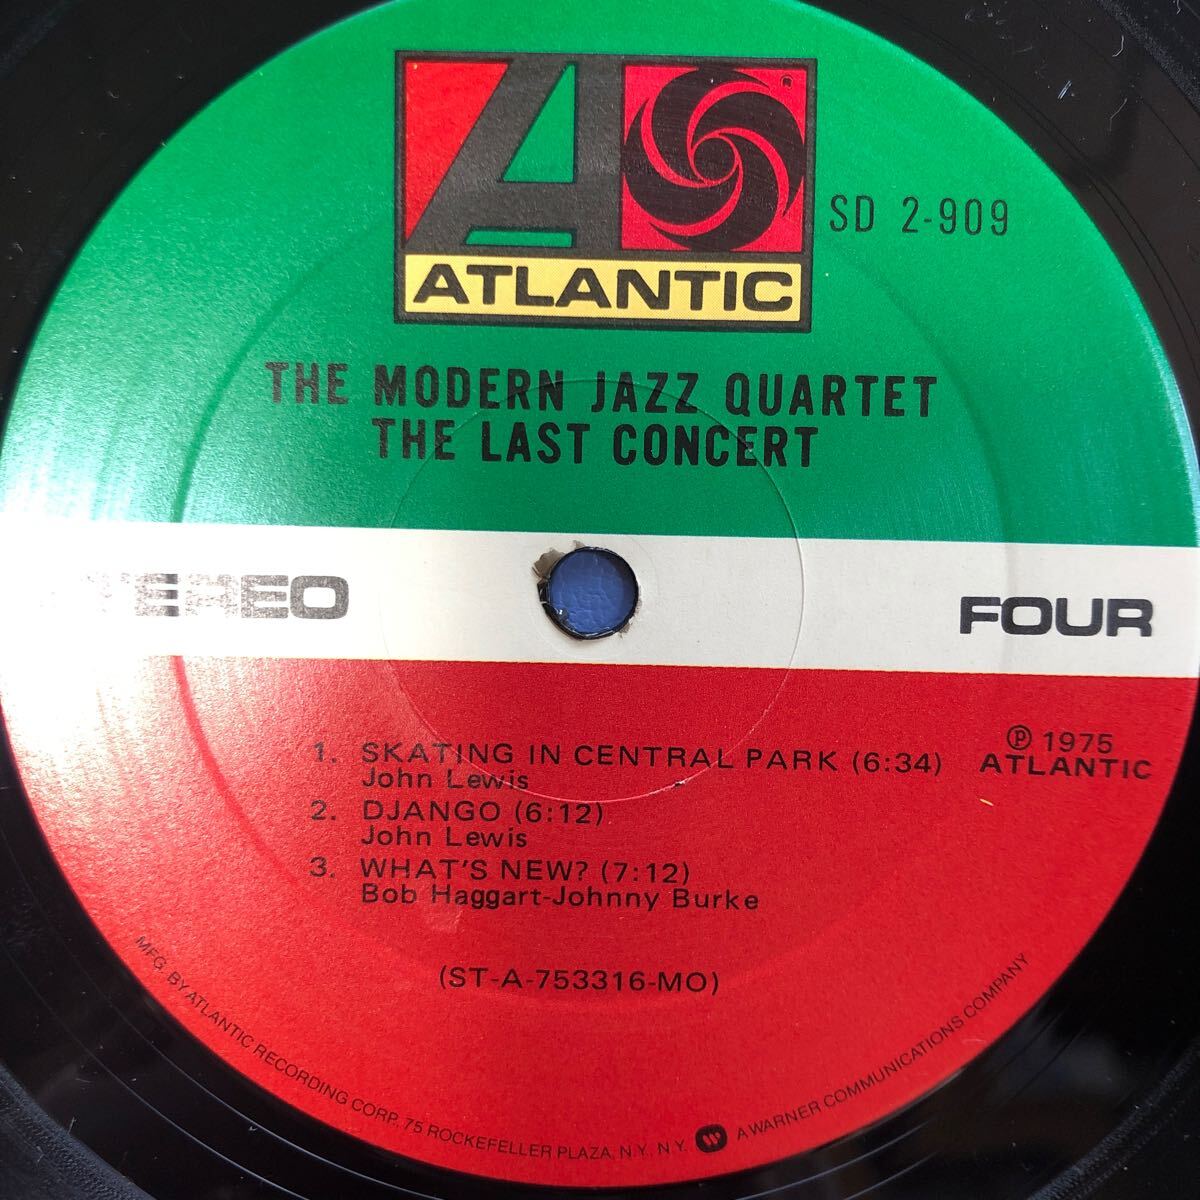 ATLANTIC
SD 2-909
THE MODERN JAZZ QUARTET
THE LAST CONCERT
STEREO
FOUR
1. SKATING IN CENTRAL PARK (6:34)
John Lewis
2. DJANGO (6:12)
John Lewis
3. WHAT'S NEW? (7:12)
Bob Haggart-Johnny Burke
℗ 1975
ATLANTIC
(ST-A-753316-MO)
MFG. BY ATLANTIC RECORDING CORP., 75 ROCKEFELLER PLAZA, N.Y. N.Y. A WARNER COMMUNICATIONS COMPANY